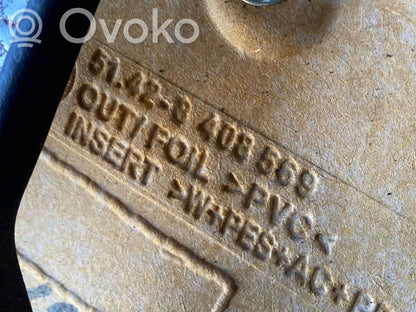 Ovoko
51.42-8 408 569
OUT/FOIL >PVC<
INSERT >W+PES+AC+P